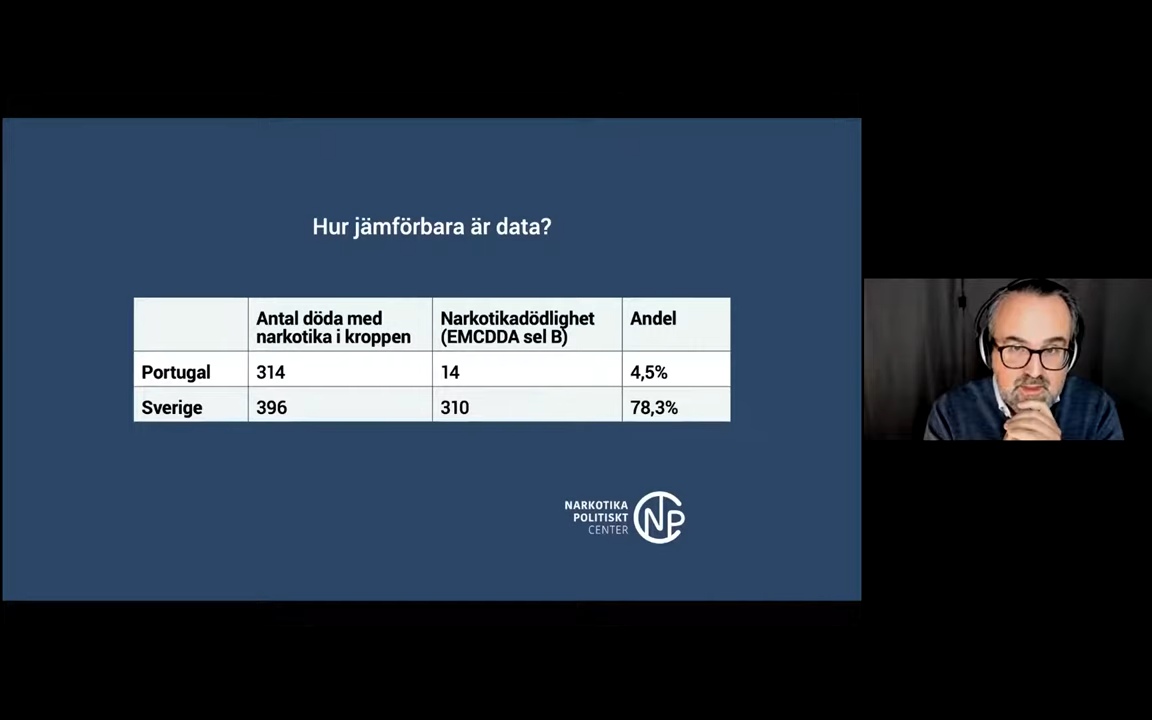 Hur jämförbara är data?
Antal döda med
narkotika i kroppen
Narkotikadödlighet
(EMCDDA sel B)
Andel
Portugal 314 14 4,5%
Sverige 396 310 78,3%
NARKOTIKA
POLITISKT
CENTER
CNP